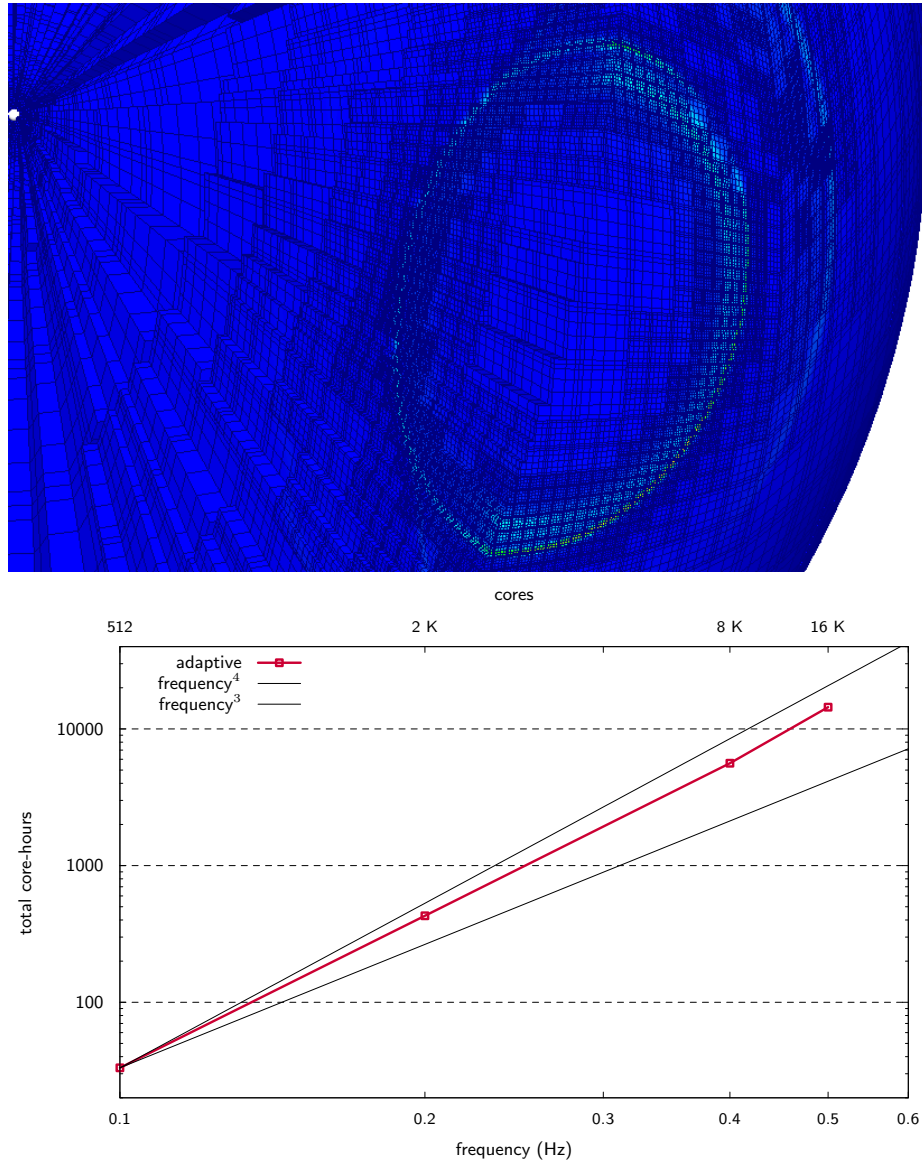 cores
512 2 K 8 K 16 K
adaptive
frequency⁴
frequency³
10000
1000
100
total core-hours
0.1 0.2 0.3 0.4 0.5 0.6
frequency (Hz)